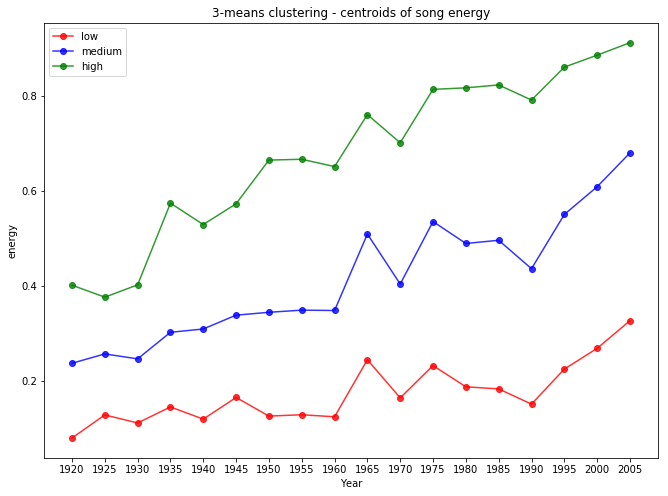 3-means clustering - centroids of song energy
low
medium
high
energy
0.8
0.6
0.4
0.2
1920 1925 1930 1935 1940 1945 1950 1955 1960 1965 1970 1975 1980 1985 1990 1995 2000 2005
Year